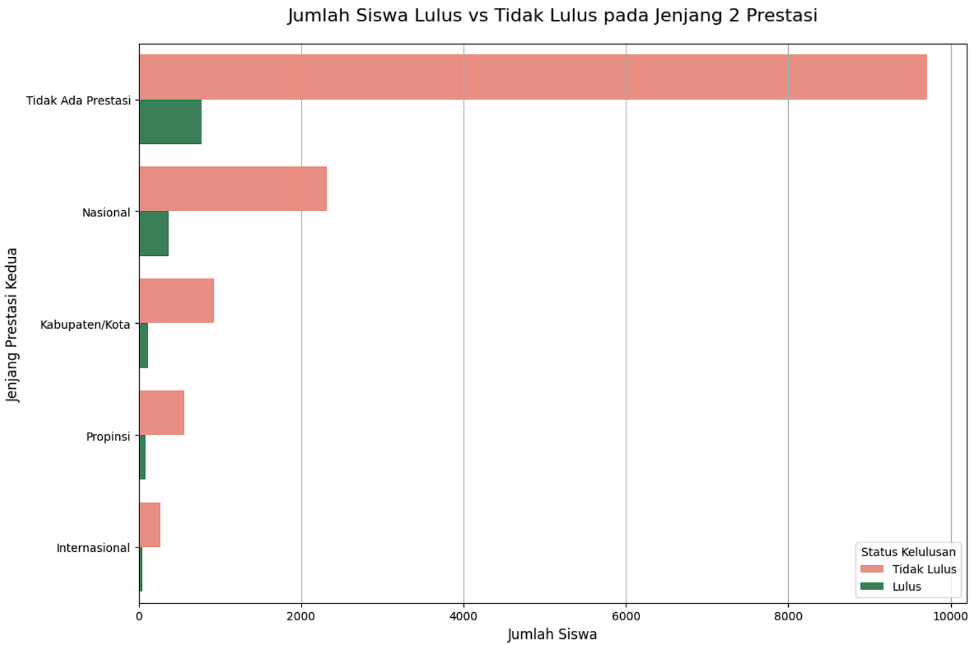 Jumlah Siswa Lulus vs Tidak Lulus pada Jenjang 2 Prestasi
Jenjang Prestasi Kedua
Tidak Ada Prestasi
Nasional
Kabupaten/Kota
Propinsi
Internasional
Status Kelulusan
Tidak Lulus
Lulus
0 2000 4000 6000 8000 10000
Jumlah Siswa